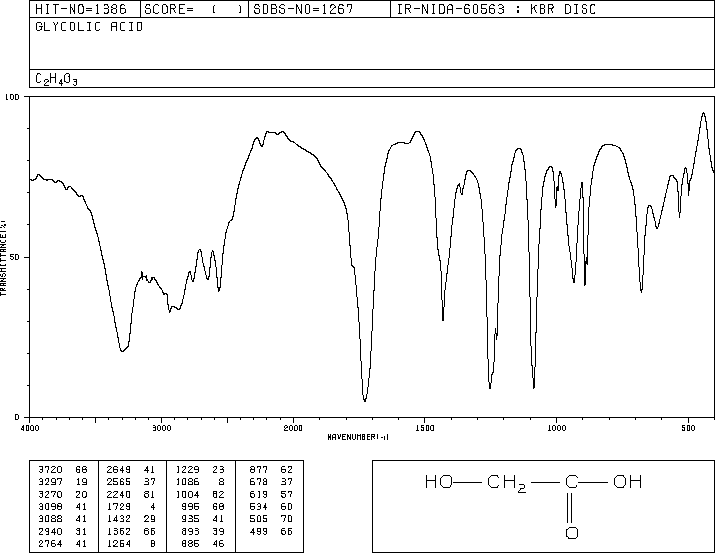 HIT-NO=1386 SCORE= ( ) SDBS-NO=1267 IR-NIDA-60563 : KBR DISC
GLYCOLIC ACID
C2H4O3
100
50
0
TRANSMITTANCE(%)
4000 3000 2000 1500 1000 500
WAVENUMBER(-1)
3720 66 2649 41 1229 23 877 62
3297 19 2565 37 1086 8 678 37
3270 20 2240 81 1004 62 619 57
3098 41 1729 4 996 68 534 60
3088 41 1432 29 935 41 505 70
2940 31 1362 66 893 39 499 66
2764 41 1254 8 886 46
HO CH2 C OH
O